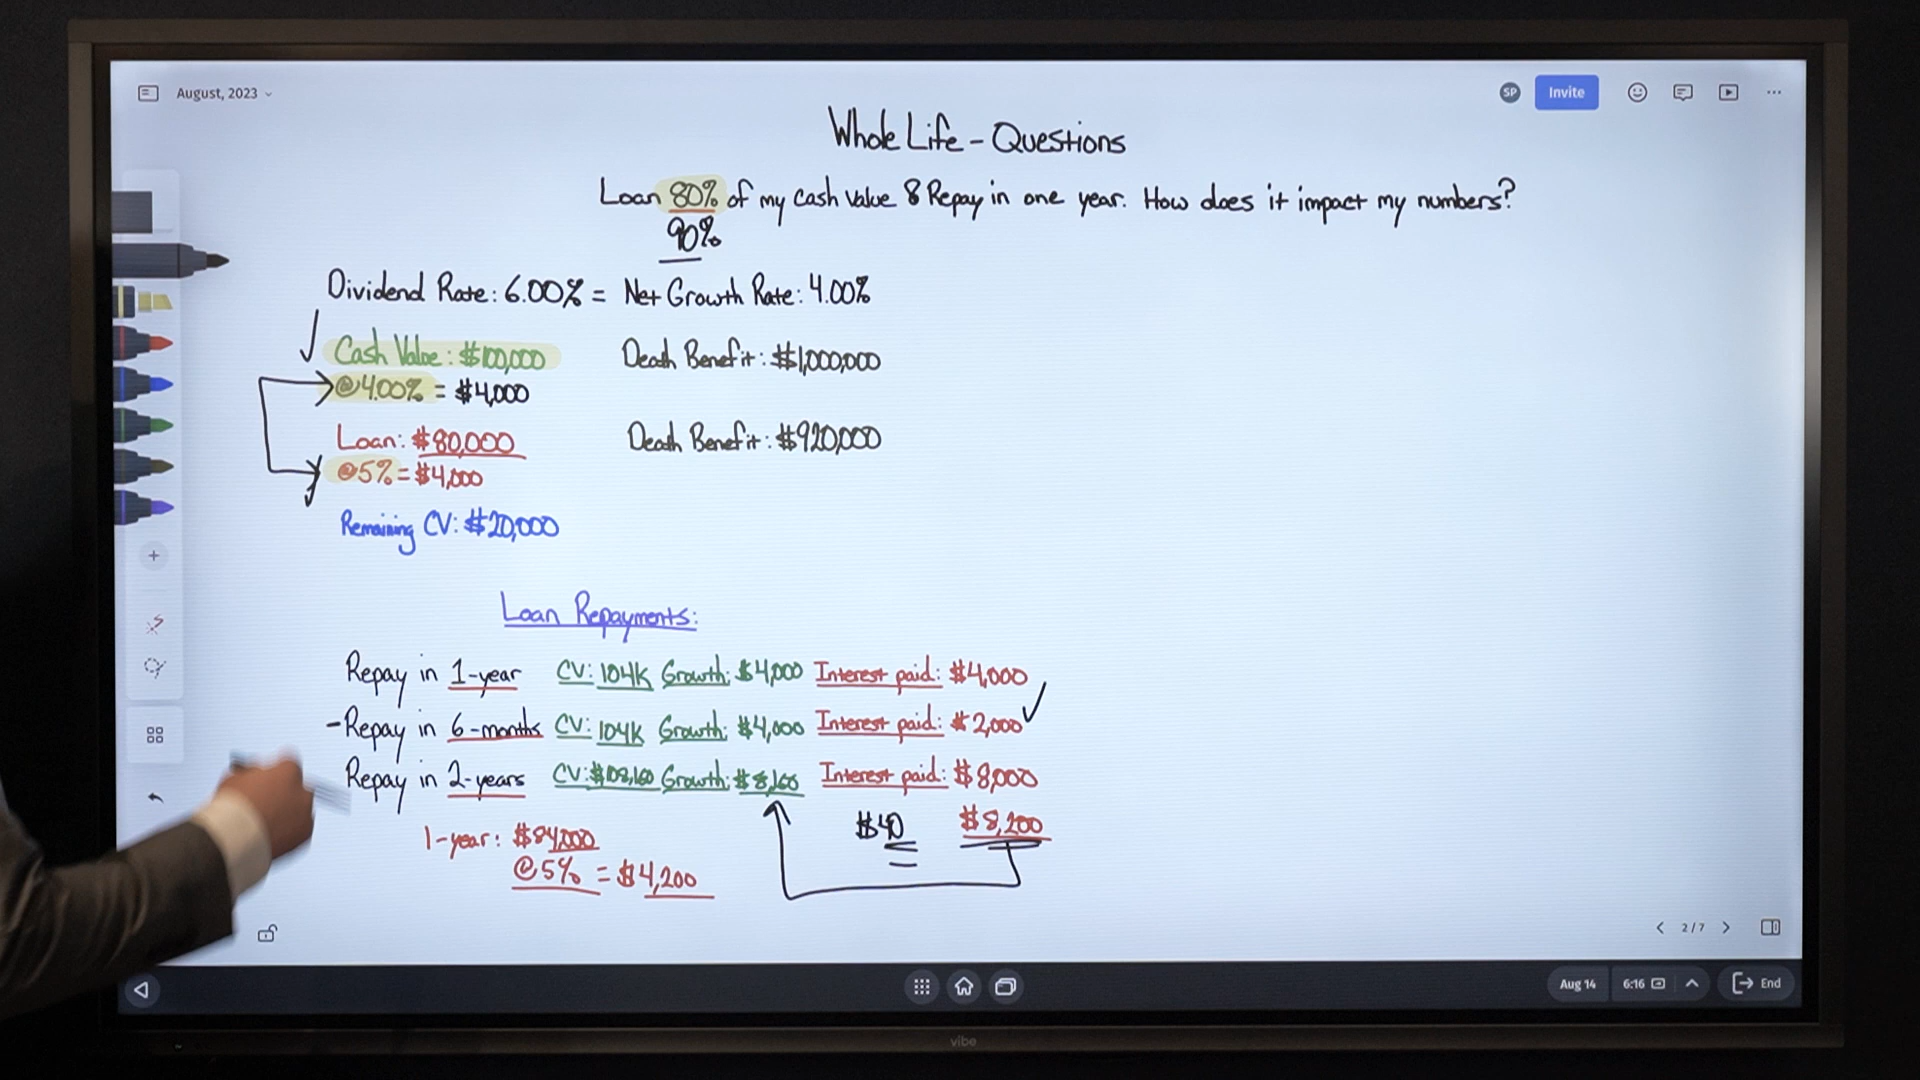 August, 2023
SP Invite
Whole Life - Questions
Loan 80% of my Cash Value & Repay in one year. How does it impact my numbers?
90%
Dividend Rate: 6.00% = Net Growth Rate: 4.00%
Cash Value: $100,000 Death Benefit: $1,000,000
@4.00% = $4,000
Loan: $80,000 Death Benefit: $920,000
@5% = $4,000
Remaining CV: $20,000
Loan Repayments:
Repay in 1-year CV: 104K Growth: $4,000 Interest paid: $4,000
-Repay in 6-months CV: 104K Growth: $4,000 Interest paid: $2,000
Repay in 2-years CV: $108,160 Growth: $8,160 Interest paid: $8,000
1-year: $84,000 $40 $8,200
@5% = $4,200
2/7
Aug 14 6:16 End
vibe